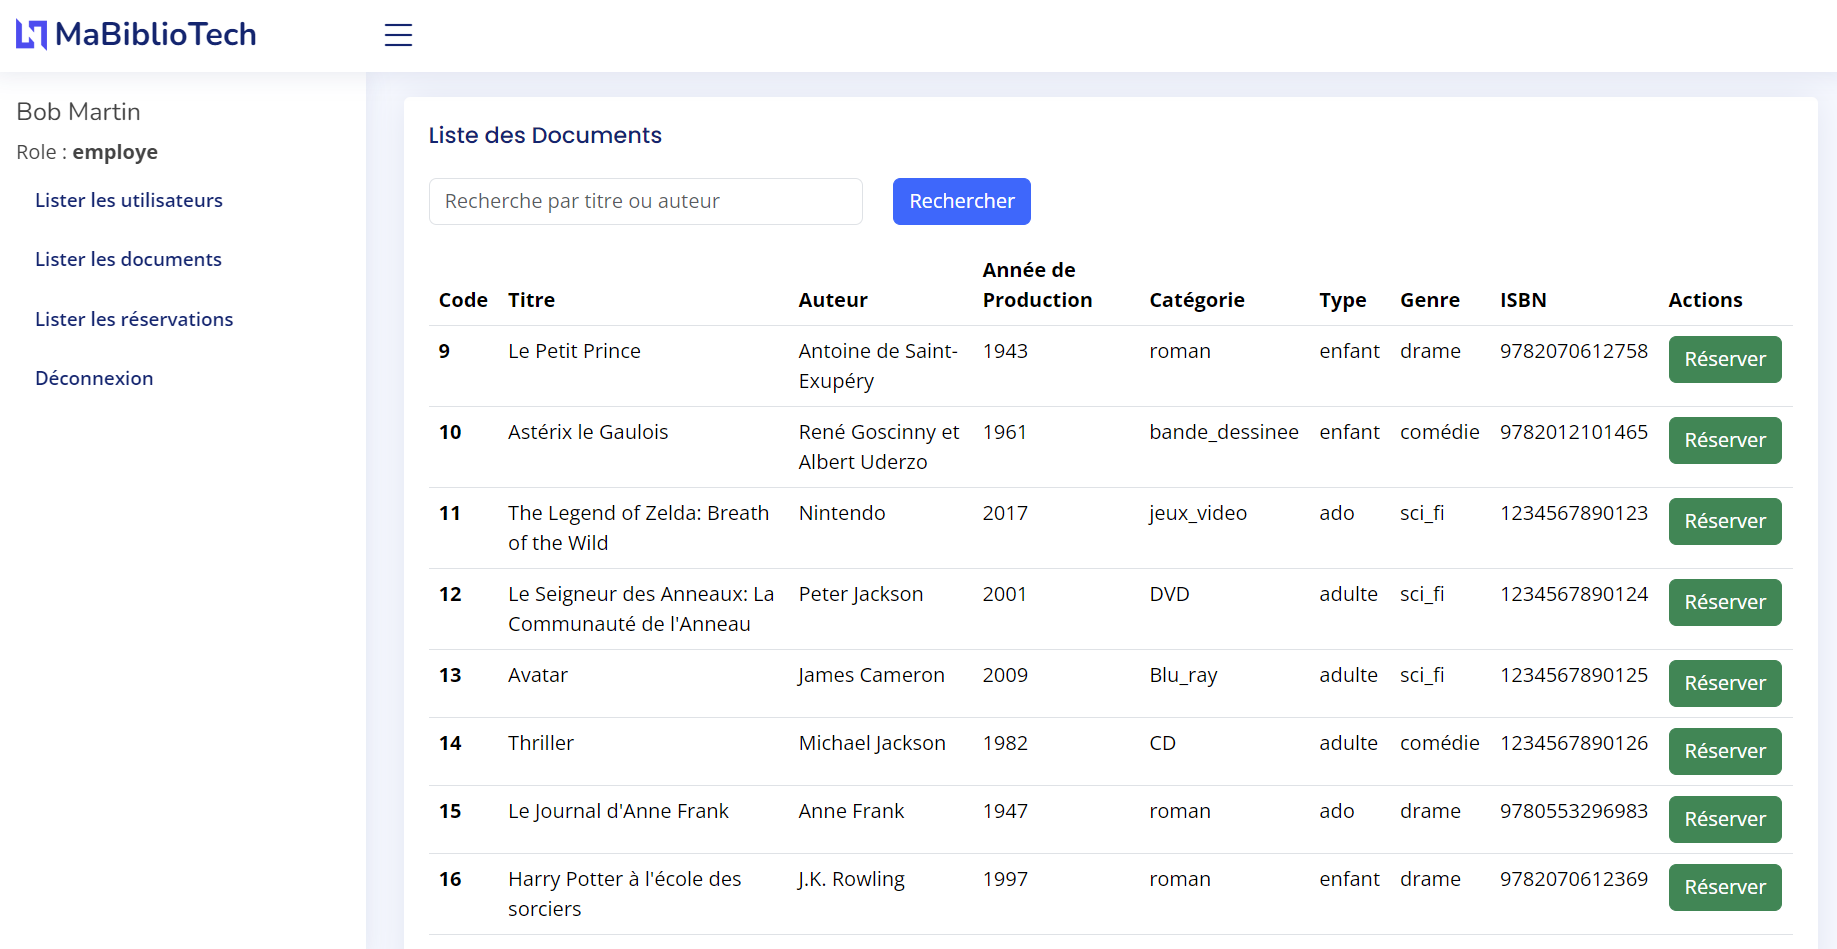 MaBiblioTech
Bob Martin
Role : employe
Lister les utilisateurs
Lister les documents
Lister les réservations
Déconnexion
Liste des Documents
Recherche par titre ou auteur
Rechercher
Code Titre Auteur Année de Production Catégorie Type Genre ISBN Actions
9 Le Petit Prince Antoine de Saint-Exupéry 1943 roman enfant drame 9782070612758 Réserver
10 Astérix le Gaulois René Goscinny et Albert Uderzo 1961 bande_dessinee enfant comédie 9782012101465 Réserver
11 The Legend of Zelda: Breath of the Wild Nintendo 2017 jeux_video ado sci_fi 1234567890123 Réserver
12 Le Seigneur des Anneaux: La Communauté de l'Anneau Peter Jackson 2001 DVD adulte sci_fi 1234567890124 Réserver
13 Avatar James Cameron 2009 Blu_ray adulte sci_fi 1234567890125 Réserver
14 Thriller Michael Jackson 1982 CD adulte comédie 1234567890126 Réserver
15 Le Journal d'Anne Frank Anne Frank 1947 roman ado drame 9780553296983 Réserver
16 Harry Potter à l'école des sorciers J.K. Rowling 1997 roman enfant drame 9782070612369 Réserver